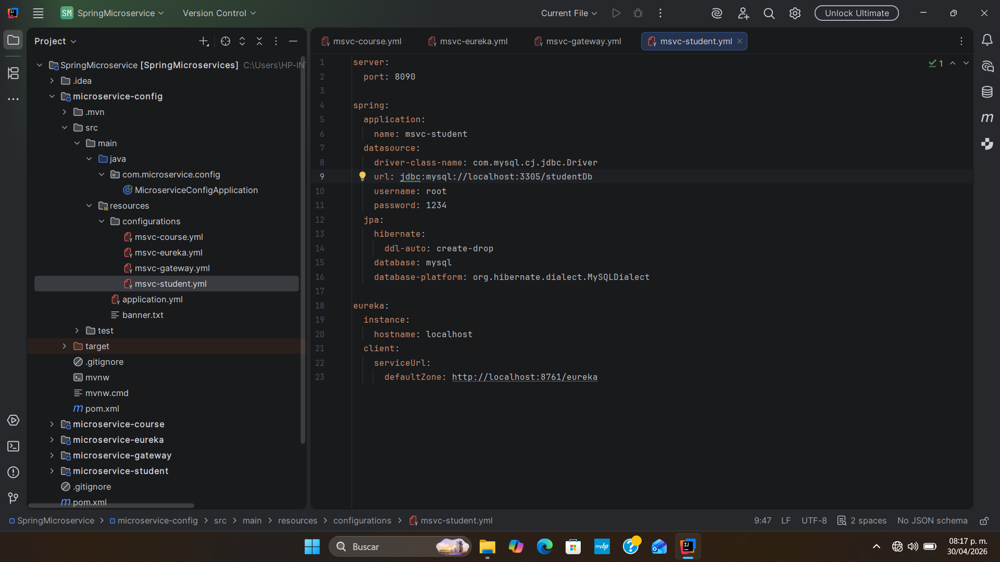 SM SpringMicroservice
Version Control
Current File
Unlock Ultimate
Project
SpringMicroservice [SpringMicroservices] C:\Users\HP-IN
.idea
microservice-config
.mvn
src
main
java
com.microservice.config
MicroserviceConfigApplication
resources
configurations
msvc-course.yml
msvc-eureka.yml
msvc-gateway.yml
msvc-student.yml
application.yml
banner.txt
test
target
.gitignore
mvnw
mvnw.cmd
pom.xml
microservice-course
microservice-eureka
microservice-gateway
microservice-student
.gitignore
pom.xml
msvc-course.yml
msvc-eureka.yml
msvc-gateway.yml
msvc-student.yml
1
1 server:
2   port: 8090
3
4 spring:
5   application:
6     name: msvc-student
7   datasource:
8     driver-class-name: com.mysql.cj.jdbc.Driver
9     url: jdbc:mysql://localhost:3305/studentDb
10     username: root
11     password: 1234
12   jpa:
13     hibernate:
14       ddl-auto: create-drop
15     database: mysql
16     database-platform: org.hibernate.dialect.MySQLDialect
17
18 eureka:
19   instance:
20     hostname: localhost
21   client:
22     serviceUrl:
23       defaultZone: http://localhost:8761/eureka
SpringMicroservice > microservice-config > src > main > resources > configurations > msvc-student.yml
9:47 LF UTF-8 2 spaces No JSON schema
Buscar
myhp
08:17 p. m.
30/04/2026